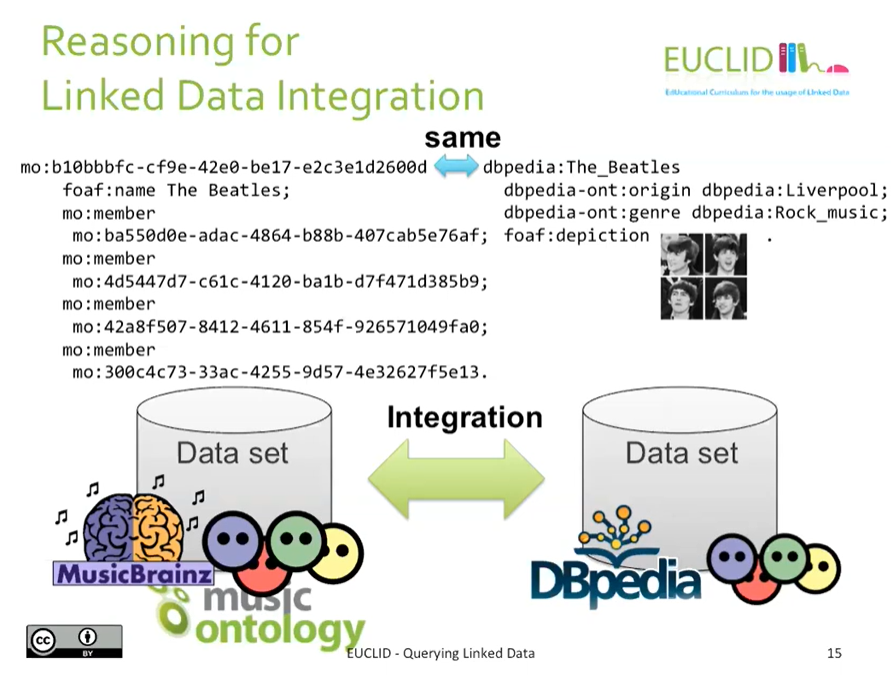 Reasoning for
Linked Data Integration
EUCLID
EdUcational Curriculum for the usage of LInked Data
same
mo:b10bbbfc-cf9e-42e0-be17-e2c3e1d2600d
foaf:name The Beatles;
mo:member
mo:ba550d0e-adac-4864-b88b-407cab5e76af;
mo:member
mo:4d5447d7-c61c-4120-ba1b-d7f471d385b9;
mo:member
mo:42a8f507-8412-4611-854f-926571049fa0;
mo:member
mo:300c4c73-33ac-4255-9d57-4e32627f5e13.
dbpedia:The_Beatles
dbpedia-ont:origin dbpedia:Liverpool;
dbpedia-ont:genre dbpedia:Rock_music;
foaf:depiction .
Integration
Data set
Data set
MusicBrainz
music
ontology
DBpedia
cc
BY
EUCLID - Querying Linked Data
15